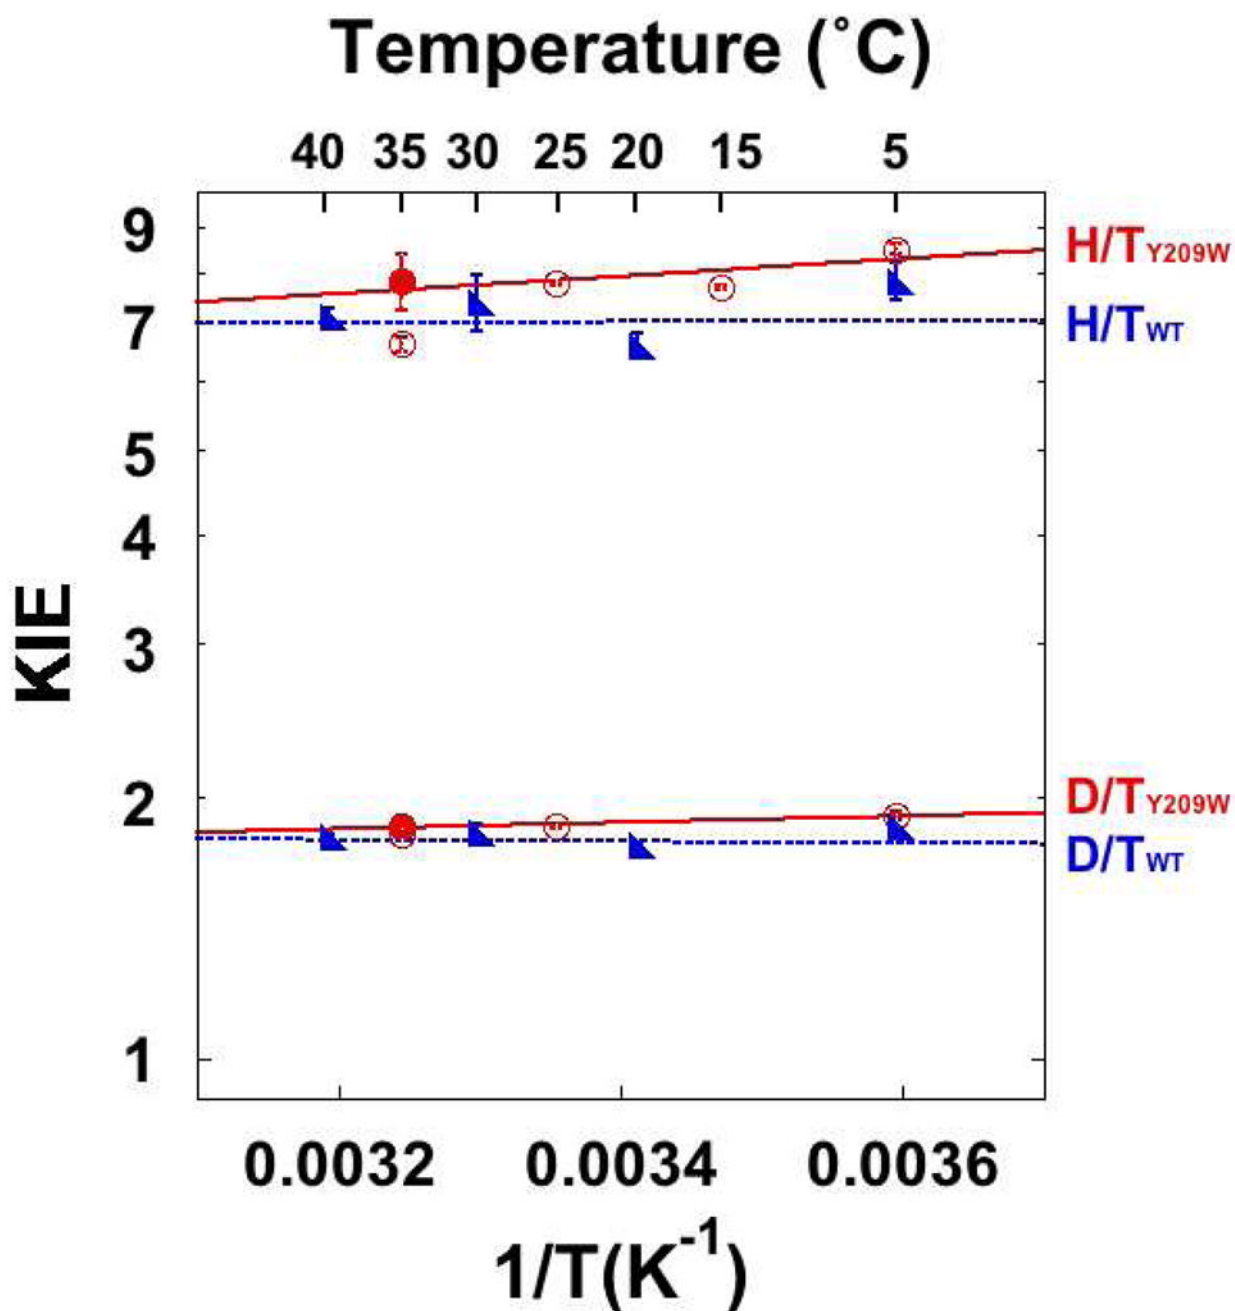 Temperature (˚C)
40 35 30 25 20 15 5
9
H/TY209W
7
H/TWT
5
4
KIE
3
2
D/TY209W
D/TWT
1
0.0032 0.0034 0.0036
1/T(K-1)